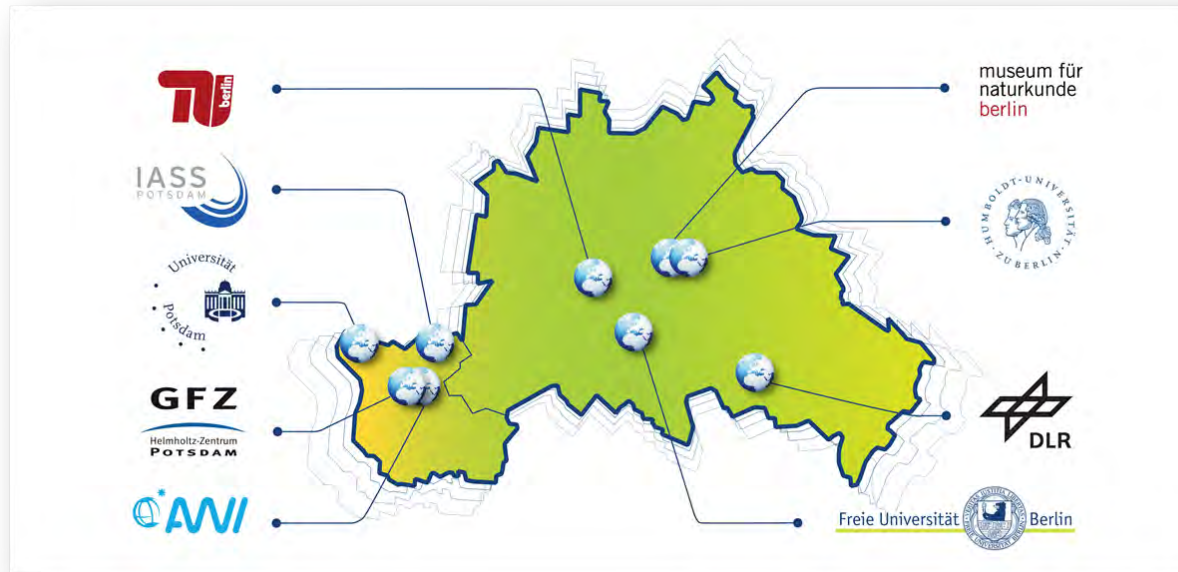 TU
berlin
IASS
POTSDAM
Universität
Potsdam
GFZ
Helmholtz-Zentrum
POTSDAM
AWI
museum für
naturkunde
berlin
HUMBOLDT-UNIVERSITÄT
ZU BERLIN
DLR
Freie Universität
Berlin